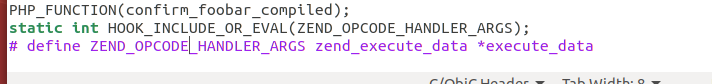 PHP_FUNCTION(confirm_foobar_compiled);
static int HOOK_INCLUDE_OR_EVAL(ZEND_OPCODE_HANDLER_ARGS);
# define ZEND_OPCODE_HANDLER_ARGS zend_execute_data *execute_data
C/ObjC Header Tab Width: 8